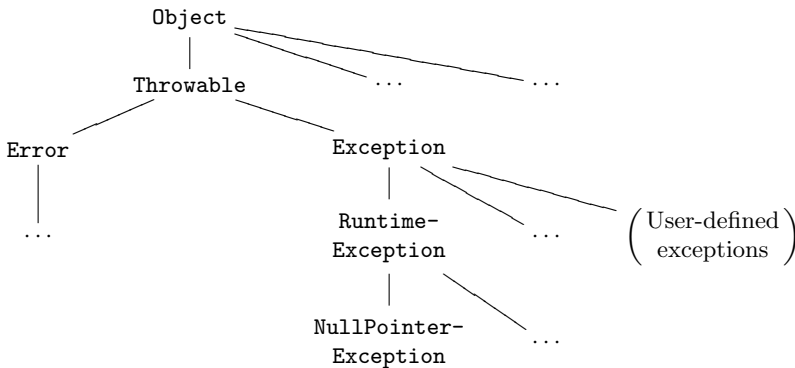 Object
Throwable
...
...
Error
Exception
...
Runtime-
Exception
...
(User-defined
exceptions)
NullPointer-
Exception
...